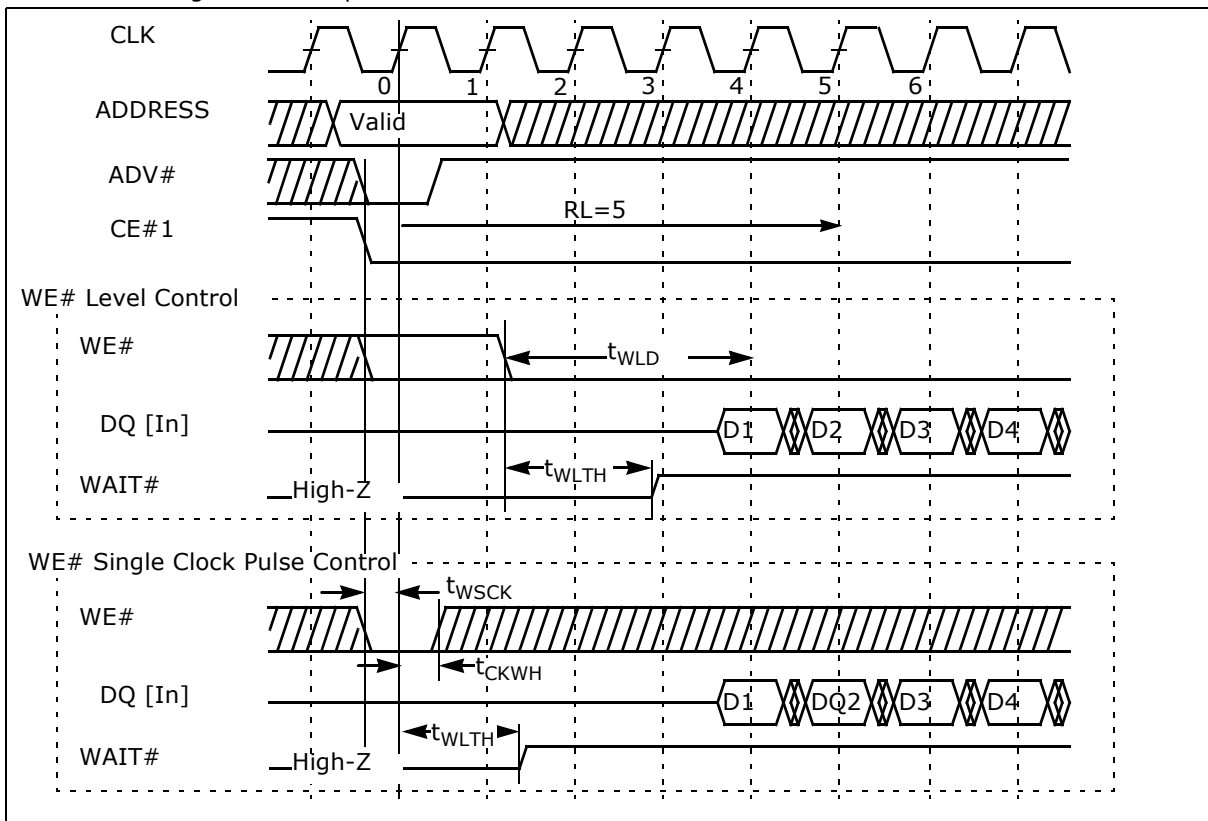 CLK
0 1 2 3 4 5 6
ADDRESS
Valid
ADV#
RL=5
CE#1
WE# Level Control
WE#
tWLD
DQ [In]
D1 D2 D3 D4
tWLTH
WAIT#
High-Z
WE# Single Clock Pulse Control
tWSCK
WE#
tCKWH
DQ [In]
D1 DQ2 D3 D4
tWLTH
WAIT#
High-Z